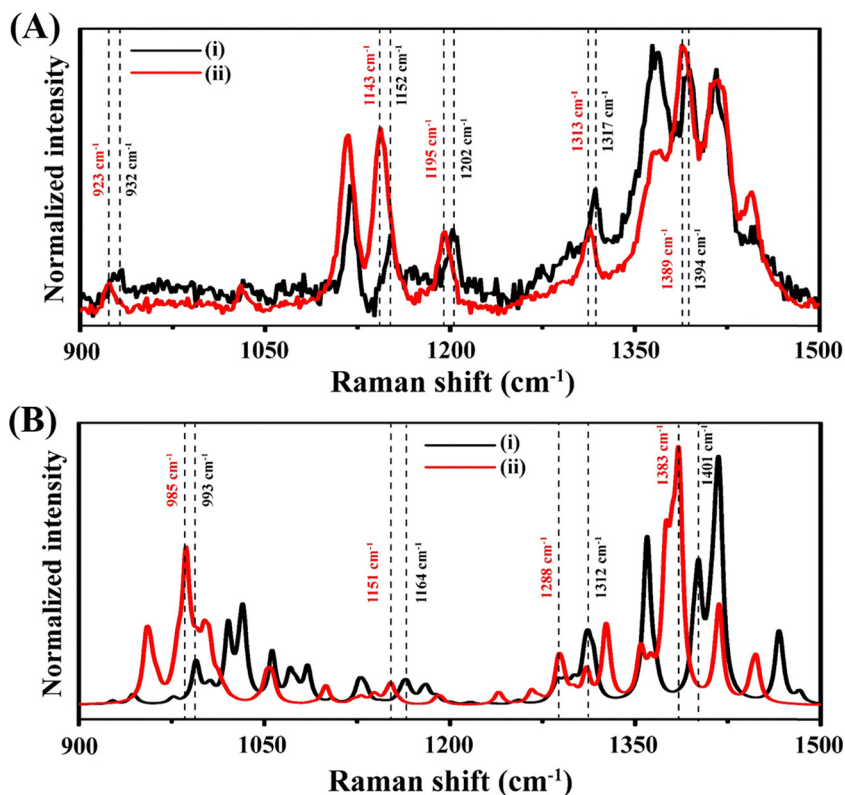 (A)
Normalized intensity
(i)
(ii)
923 cm⁻¹
932 cm⁻¹
1143 cm⁻¹
1152 cm⁻¹
1195 cm⁻¹
1202 cm⁻¹
1313 cm⁻¹
1317 cm⁻¹
1389 cm⁻¹
1394 cm⁻¹
900 1050 1200 1350 1500
Raman shift (cm⁻¹)
(B)
Normalized intensity
(i)
(ii)
985 cm⁻¹
993 cm⁻¹
1151 cm⁻¹
1164 cm⁻¹
1288 cm⁻¹
1312 cm⁻¹
1383 cm⁻¹
1401 cm⁻¹
900 1050 1200 1350 1500
Raman shift (cm⁻¹)